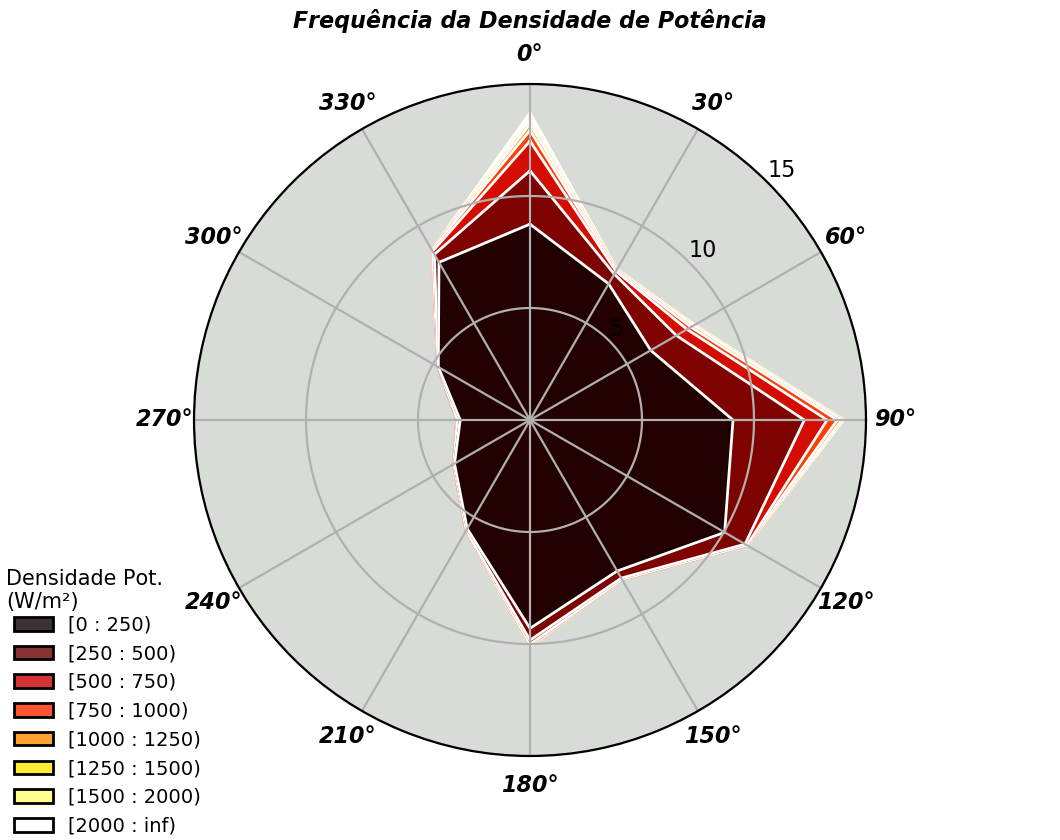 Frequência da Densidade de Potência
0°
330°
30°
15
300°
60°
10
5
270°
90°
240°
120°
210°
150°
180°
Densidade Pot.
(W/m²)
[0 : 250)
[250 : 500)
[500 : 750)
[750 : 1000)
[1000 : 1250)
[1250 : 1500)
[1500 : 2000)
[2000 : inf)